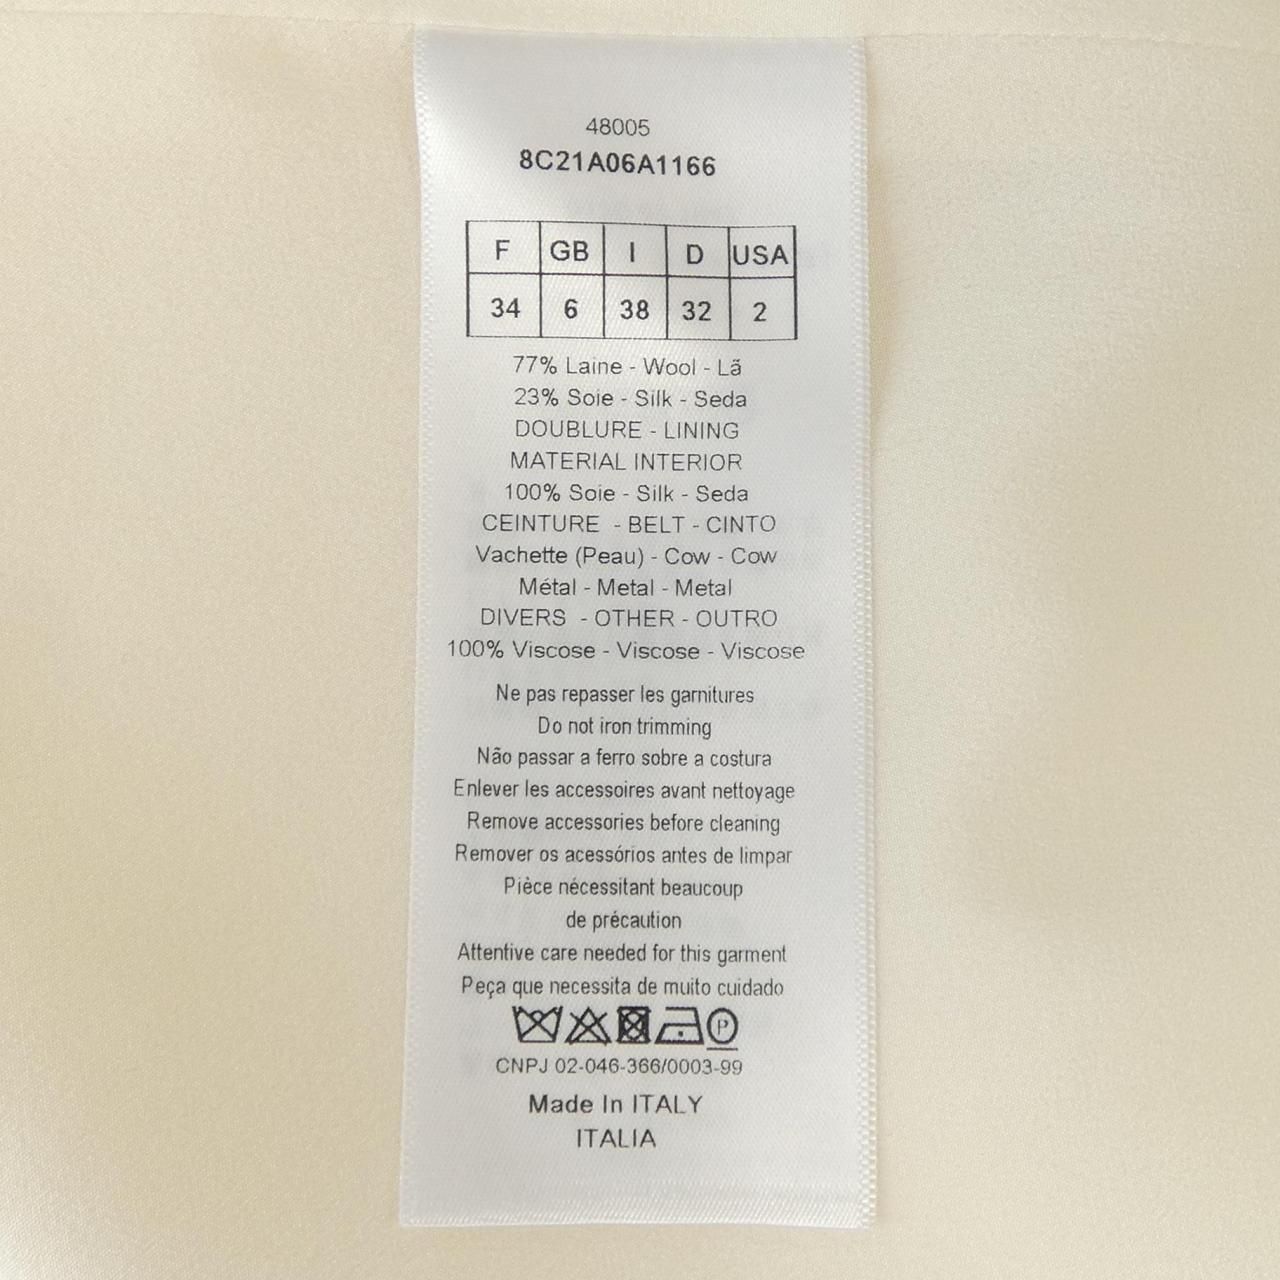 48005
8C21A06A1166
F GB I D USA
34 6 38 32 2
77% Laine - Wool - Lã
23% Soie - Silk - Seda
DOUBLURE - LINING
MATERIAL INTERIOR
100% Soie - Silk - Seda
CEINTURE - BELT - CINTO
Vachette (Peau) - Cow - Cow
Métal - Metal - Metal
DIVERS - OTHER - OUTRO
100% Viscose - Viscose - Viscose
Ne pas repasser les garnitures
Do not iron trimming
Não passar a ferro sobre a costura
Enlever les accessoires avant nettoyage
Remove accessories before cleaning
Remover os acessórios antes de limpar
Pièce nécessitant beaucoup
de précaution
Attentive care needed for this garment
Peça que necessita de muito cuidado
P
CNPJ 02-046-366/0003-99
Made In ITALY
ITALIA